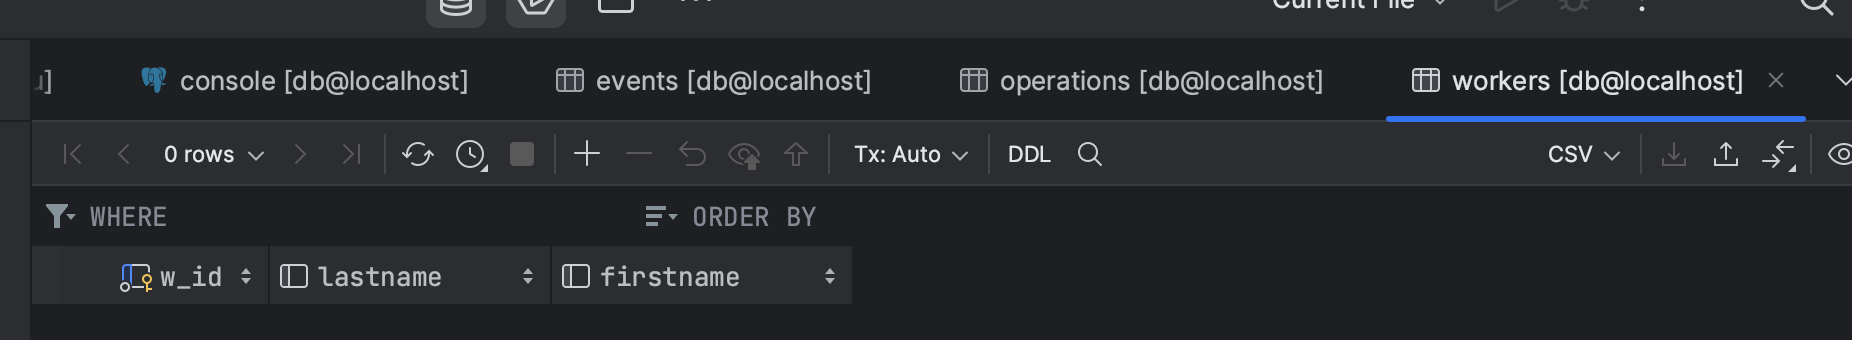 Current File
console [db@localhost]
events [db@localhost]
operations [db@localhost]
workers [db@localhost]
0 rows
Tx: Auto
DDL
CSV
WHERE
ORDER BY
w_id
lastname
firstname